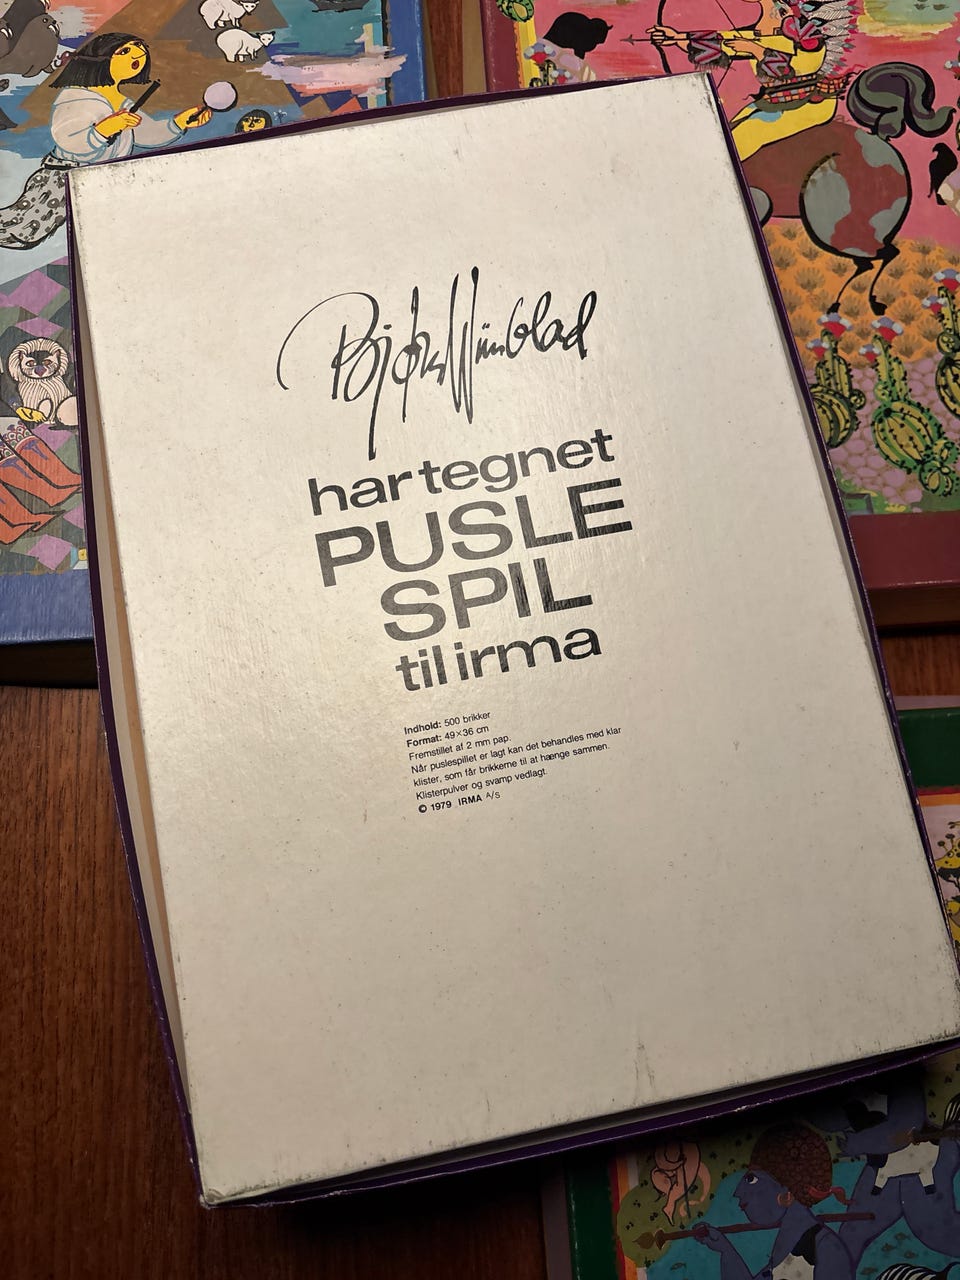 Bjørn Wiinblad
har tegnet
PUSLE
SPIL
til irma
Indhold: 500 brikker
Format: 49×36 cm
Fremstillet af 2 mm pap.
Når puslespillet er lagt kan det behandles med klar
klister, som får brikkerne til at hænge sammen.
Klisterpulver og svamp vedlagt.
© 1979 IRMA A/S